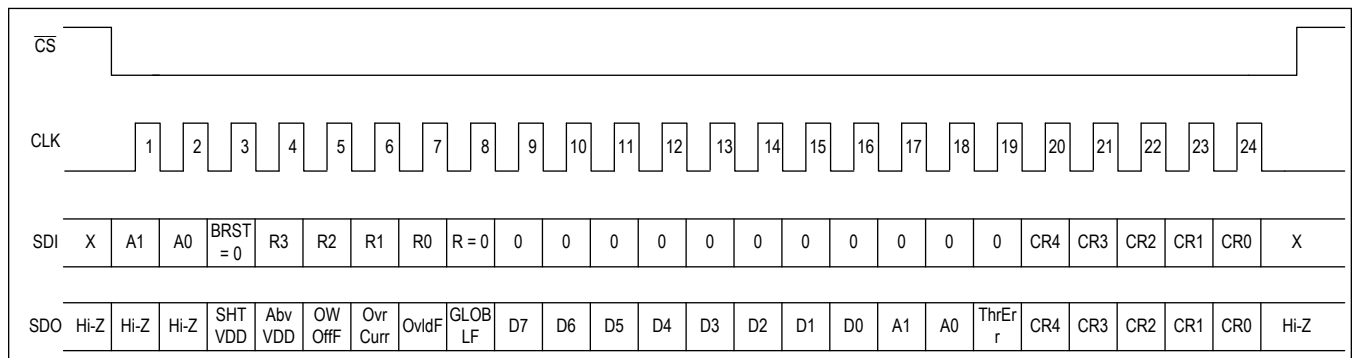 CS
CLK 1 2 3 4 5 6 7 8 9 10 11 12 13 14 15 16 17 18 19 20 21 22 23 24
SDI X A1 A0 BRST = 0 R3 R2 R1 R0 R = 0 0 0 0 0 0 0 0 0 0 0 0 CR4 CR3 CR2 CR1 CR0 X
SDO Hi-Z Hi-Z Hi-Z SHT VDD Abv VDD OW OffF Ovr Curr OvldF GLOB LF D7 D6 D5 D4 D3 D2 D1 D0 A1 A0 ThrEr r CR4 CR3 CR2 CR1 CR0 Hi-Z